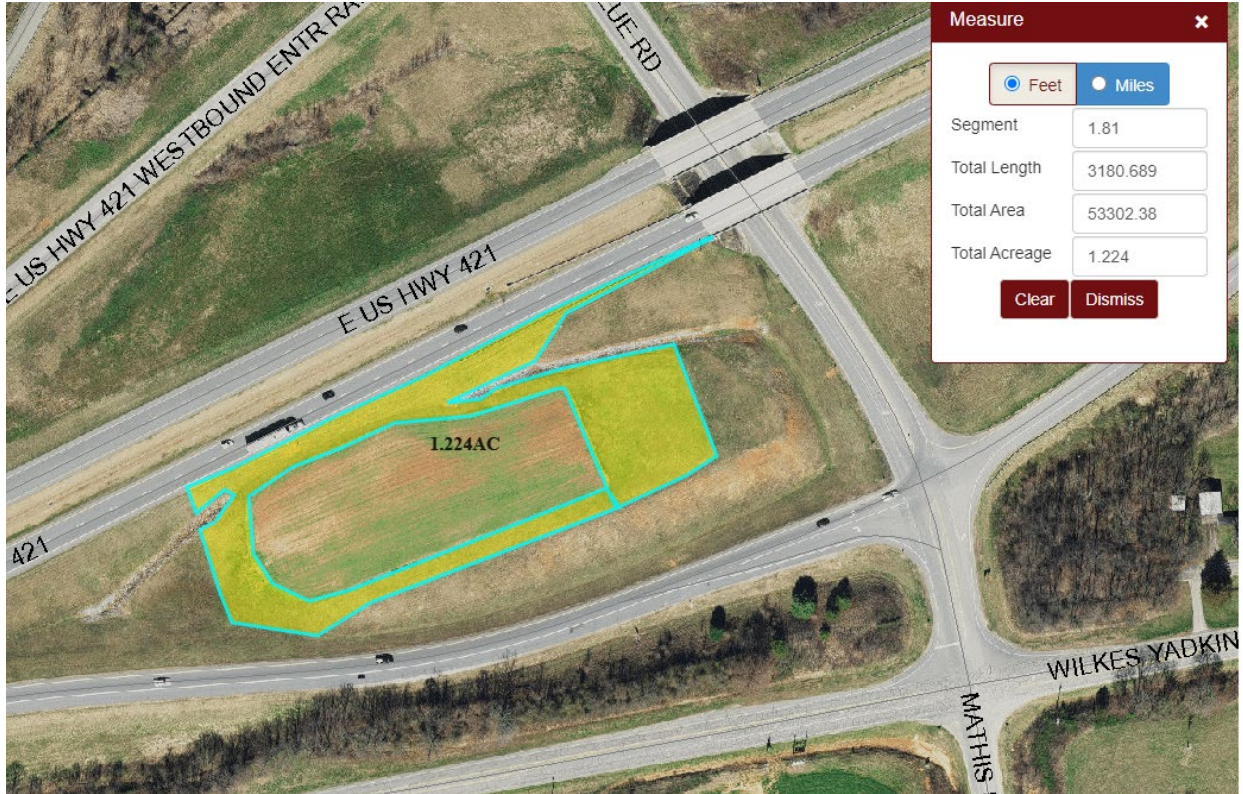 E US HWY 421 WESTBOUND ENTR RA
UE RD
E US HWY 421
1.224AC
421
WILKES YADKIN
MATHIS
Measure ×
Feet Miles
Segment 1.81
Total Length 3180.689
Total Area 53302.38
Total Acreage 1.224
Clear Dismiss